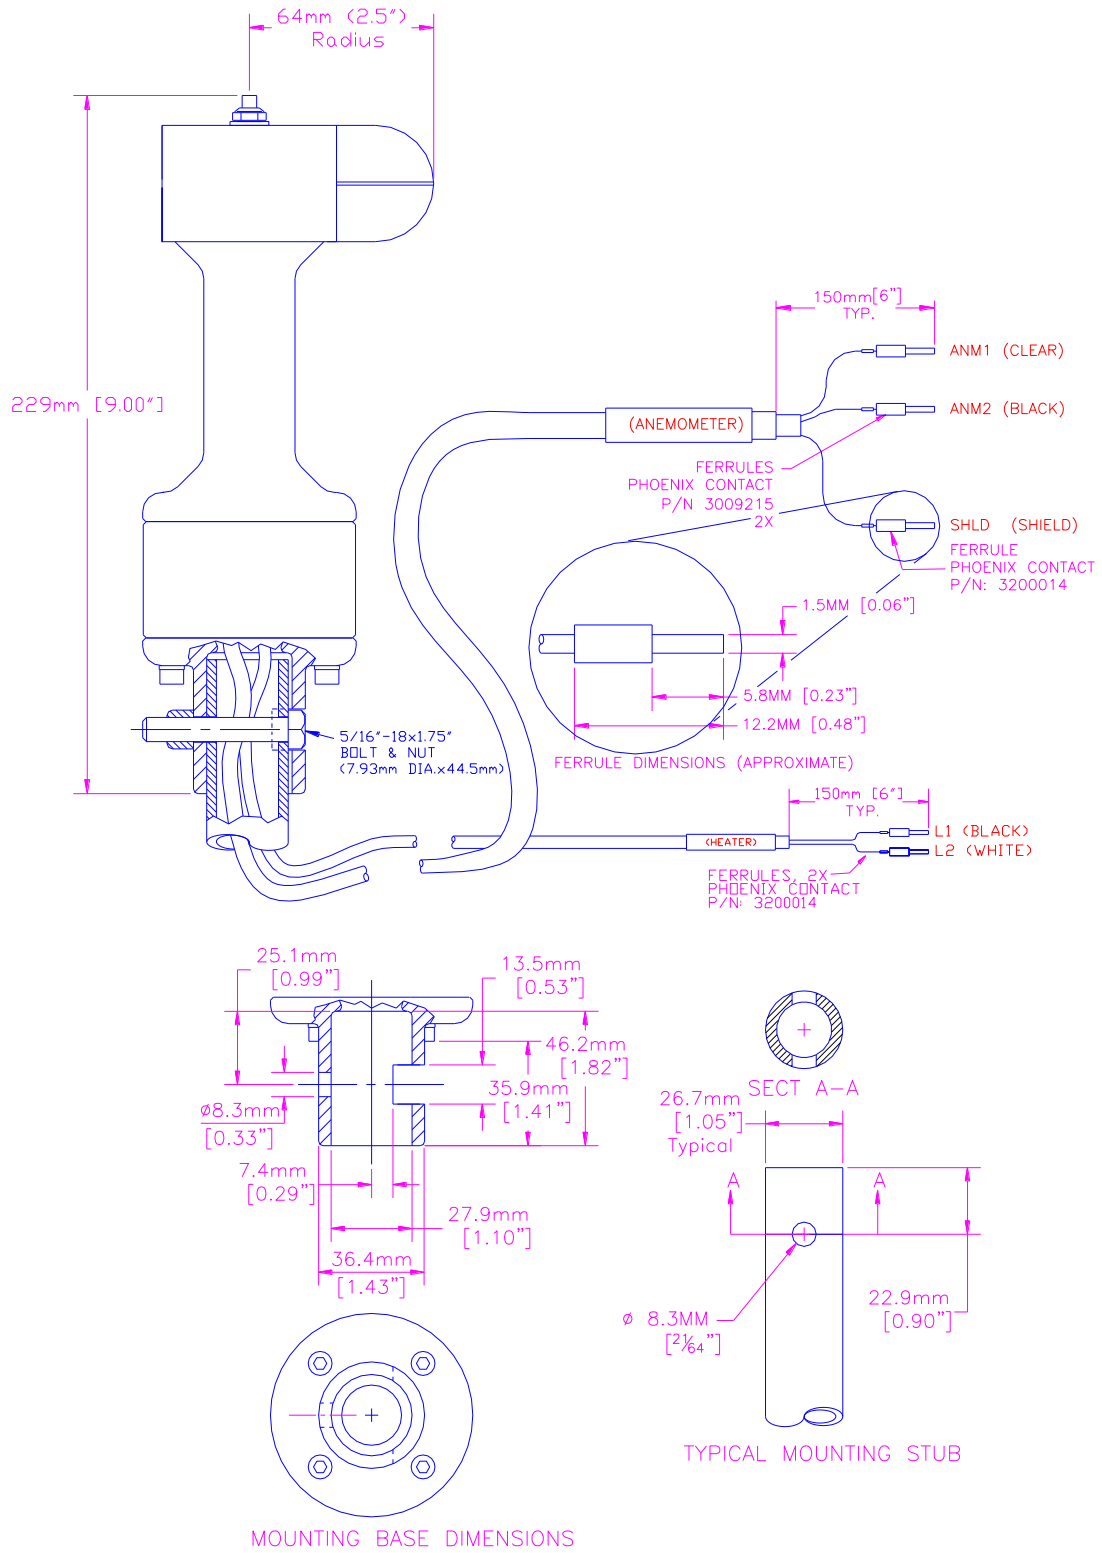 64mm (2.5")
Radius
229mm [9.00"]
150mm[6"]
TYP.
ANM1 (CLEAR)
ANM2 (BLACK)
(ANEMOMETER)
FERRULES
PHOENIX CONTACT
P/N 3009215
2X
SHLD (SHIELD)
FERRULE
PHOENIX CONTACT
P/N: 3200014
1.5MM [0.06"]
5.8MM [0.23"]
12.2MM [0.48"]
FERRULE DIMENSIONS (APPROXIMATE)
5/16"-18x1.75"
BOLT & NUT
(7.93mm DIA.x44.5mm)
150mm [6"]
TYP.
L1 (BLACK)
L2 (WHITE)
(HEATER)
FERRULES, 2X
PHOENIX CONTACT
P/N: 3200014
25.1mm
[0.99"]
13.5mm
[0.53"]
46.2mm
[1.82"]
35.9mm
[1.41"]
ø8.3mm
[0.33"]
7.4mm
[0.29"]
27.9mm
[1.10"]
36.4mm
[1.43"]
MOUNTING BASE DIMENSIONS
SECT A-A
26.7mm
[1.05"]
Typical
A
A
22.9mm
[0.90"]
ø 8.3MM
[21/64"]
TYPICAL MOUNTING STUB